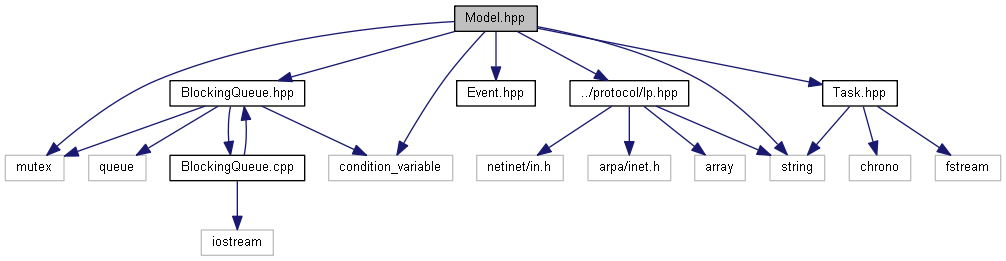 Model.hpp
BlockingQueue.hpp
Event.hpp
../protocol/Ip.hpp
Task.hpp
mutex
queue
BlockingQueue.cpp
condition_variable
netinet/in.h
arpa/inet.h
array
string
chrono
fstream
iostream